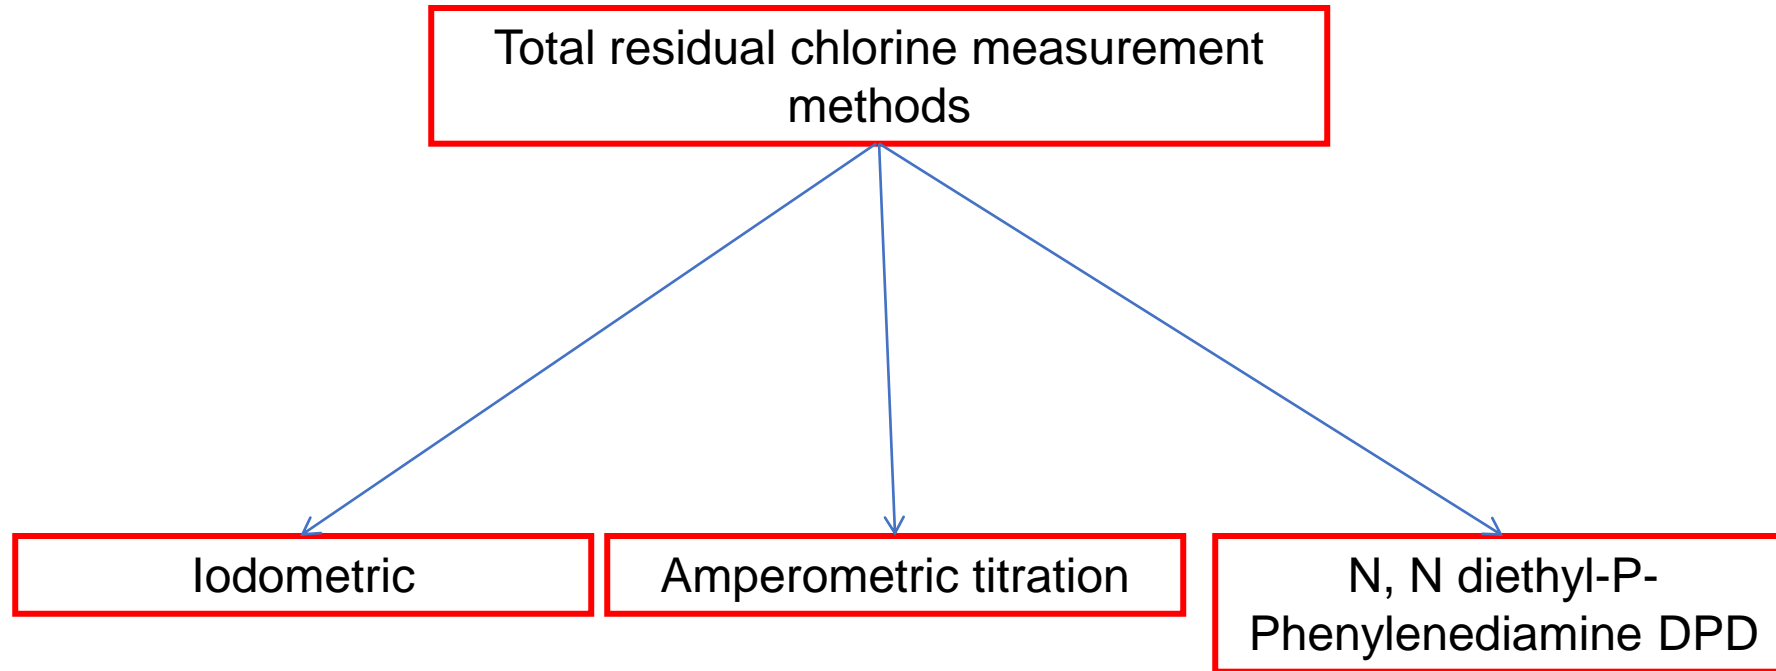 Total residual chlorine measurement
methods
Iodometric
Amperometric titration
N, N diethyl-P-
Phenylenediamine DPD